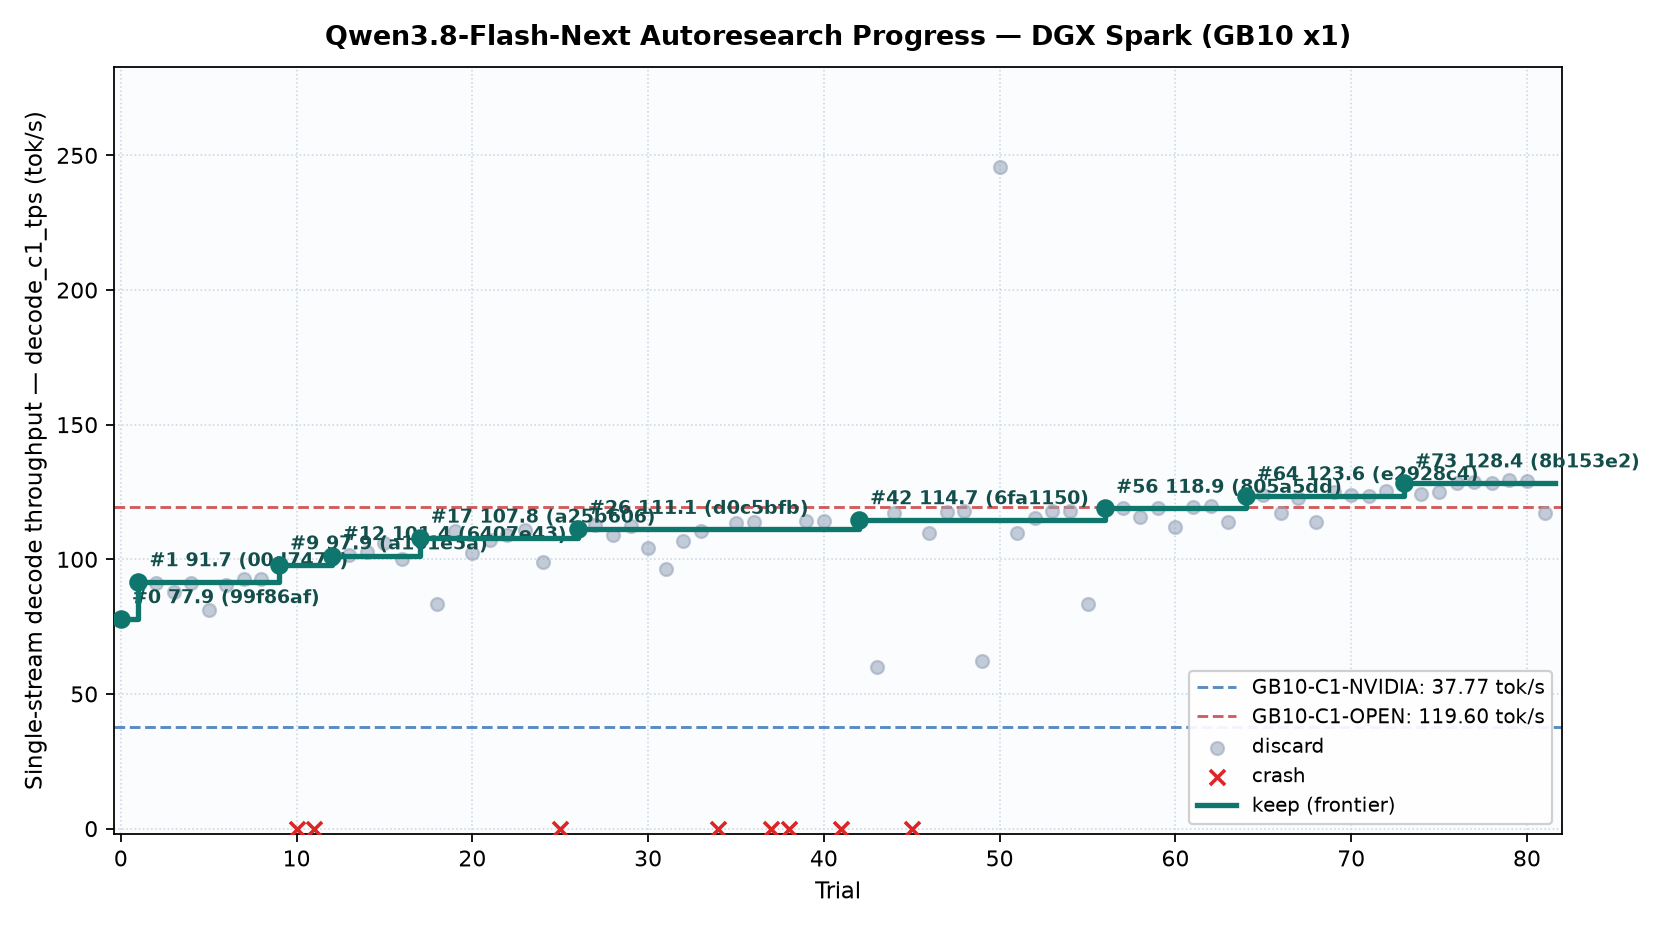 Qwen3.8-Flash-Next Autoresearch Progress — DGX Spark (GB10 x1)
Single-stream decode throughput — decode_c1_tps (tok/s)
250
200
150
100
50
0
#0 77.9 (99f86af)
#1 91.7
#9 97.9
#12
#17 107.8 (a25b606)
#26 111.1 (d0c5bfb)
#42 114.7 (6fa1150)
#56 118.9 (805a5dd)
#64 123.6 (e2928c4)
#73 128.4 (8b153e2)
GB10-C1-NVIDIA: 37.77 tok/s
GB10-C1-OPEN: 119.60 tok/s
discard
crash
keep (frontier)
0 10 20 30 40 50 60 70 80
Trial